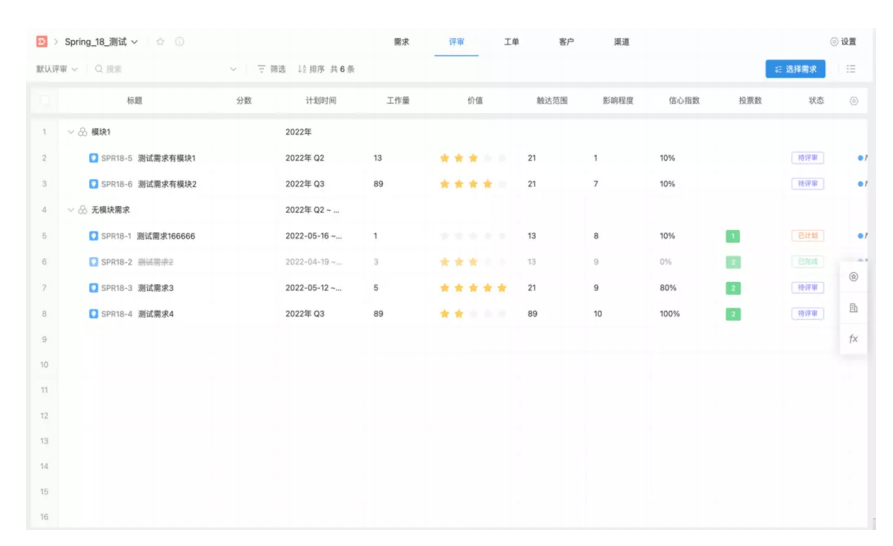 Spring_18_测试 需求 评审 工单 客户 渠道 设置
默认评审 搜索 筛选 排序 共 6 条 选择需求
标题 分数 计划时间 工作量 价值 触达范围 影响程度 信心指数 投票数 状态
1 模块1 2022年
2 SPR18-5 测试需求有模块1 2022年 Q2 13 21 1 10% 待评审
3 SPR18-6 测试需求有模块2 2022年 Q3 89 21 7 10% 待评审
4 无模块需求 2022年 Q2 ~ ...
5 SPR18-1 测试需求166666 2022-05-16 ~... 1 13 8 10% 1 已计划
6 SPR18-2 测试需求2 2022-04-19 ~... 3 13 9 0% 2
7 SPR18-3 测试需求3 2022-05-12 ~... 5 21 9 80% 2 待评审
8 SPR18-4 测试需求4 2022年 Q3 89 89 10 100% 2 待评审
fx
9
10
11
12
13
14
15
16